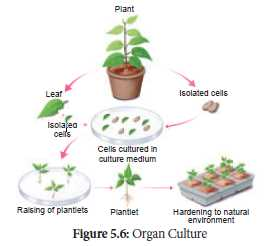 Plant
Leaf
Isolated cells
Isolated
cells
Cells cultured in
culture medium
Raising of plantlets
Plantlet
Hardening to natural
environment
Figure 5.6: Organ Culture